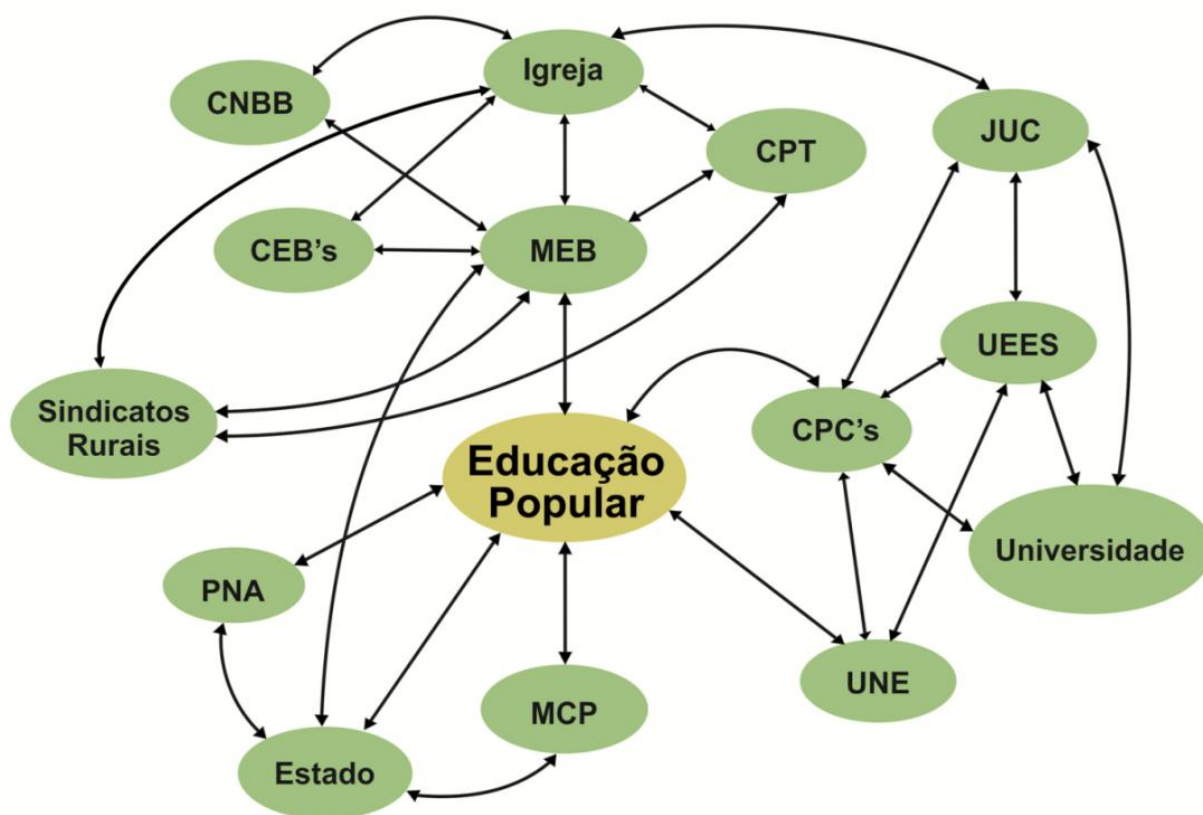 Igreja
CNBB
JUC
CPT
CEB’s
MEB
UEES
Sindicatos
Rurais
CPC’s
Educação
Popular
Universidade
PNA
UNE
MCP
Estado